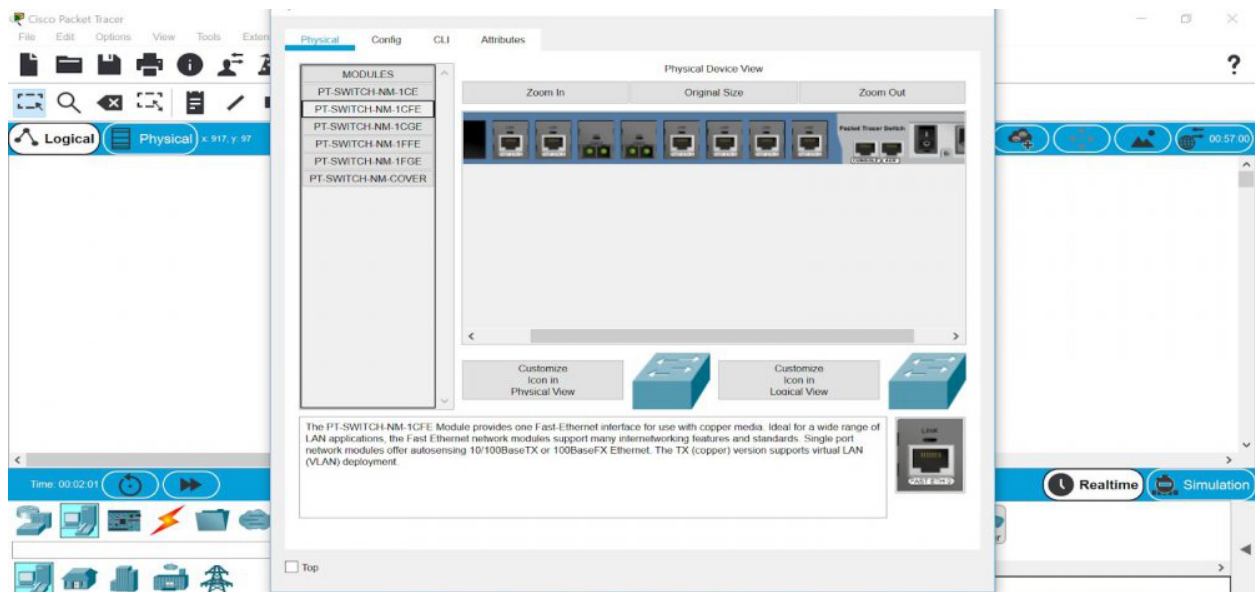 Cisco Packet Tracer
File Edit Options View Tools Exten
Physical Config CLI Attributes
?
MODULES
PT-SWITCH-NM-1CE
PT-SWITCH-NM-1CFE
PT-SWITCH-NM-1CGE
PT-SWITCH-NM-1FFE
PT-SWITCH-NM-1FGE
PT-SWITCH-NM-COVER
Physical Device View
Zoom In Original Size Zoom Out
Logical Physical x: 917, y: 97
00:57:00
Packet Tracer Switch
Customize
Icon in
Physical View
Customize
Icon in
Logical View
The PT-SWITCH-NM-1CFE Module provides one Fast-Ethernet interface for use with copper media. Ideal for a wide range of
LAN applications, the Fast Ethernet network modules support many internetworking features and standards. Single port
network modules offer autosensing 10/100BaseTX or 100BaseFX Ethernet. The TX (copper) version supports virtual LAN
(VLAN) deployment.
LINK
Time: 00:02:01
Realtime Simulation
Top